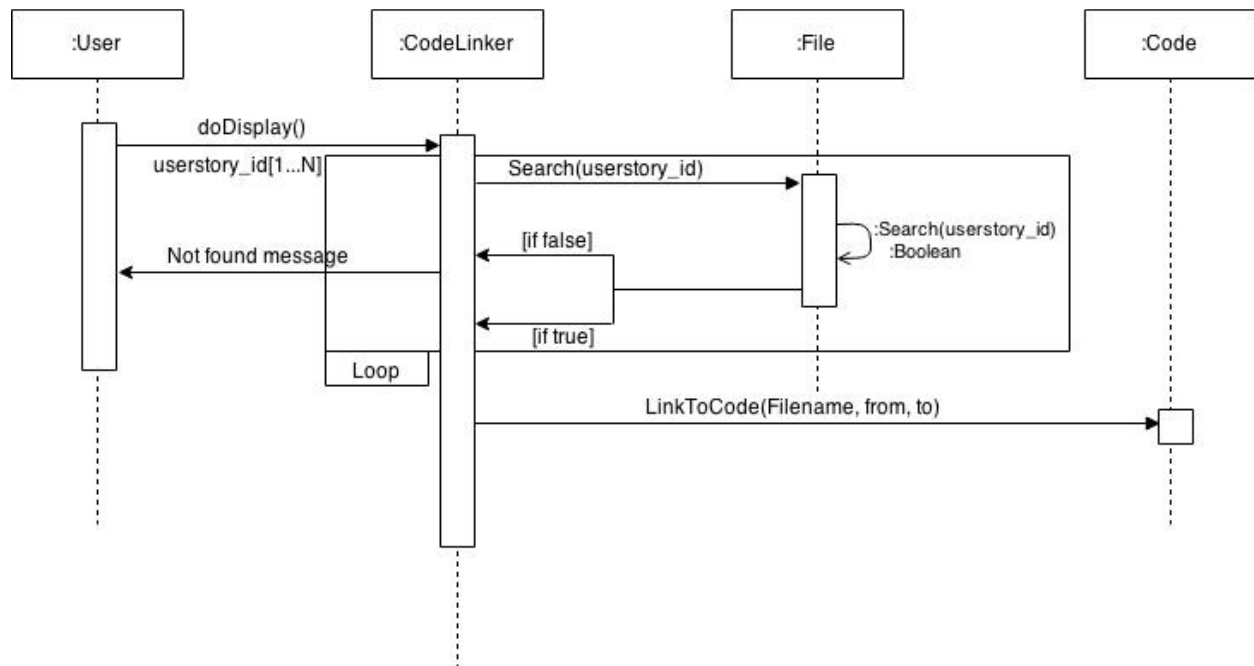 :User
:CodeLinker
:File
:Code
doDisplay()
userstory_id[1...N]
Search(userstory_id)
:Search(userstory_id)
:Boolean
[if false]
Not found message
[if true]
Loop
LinkToCode(Filename, from, to)